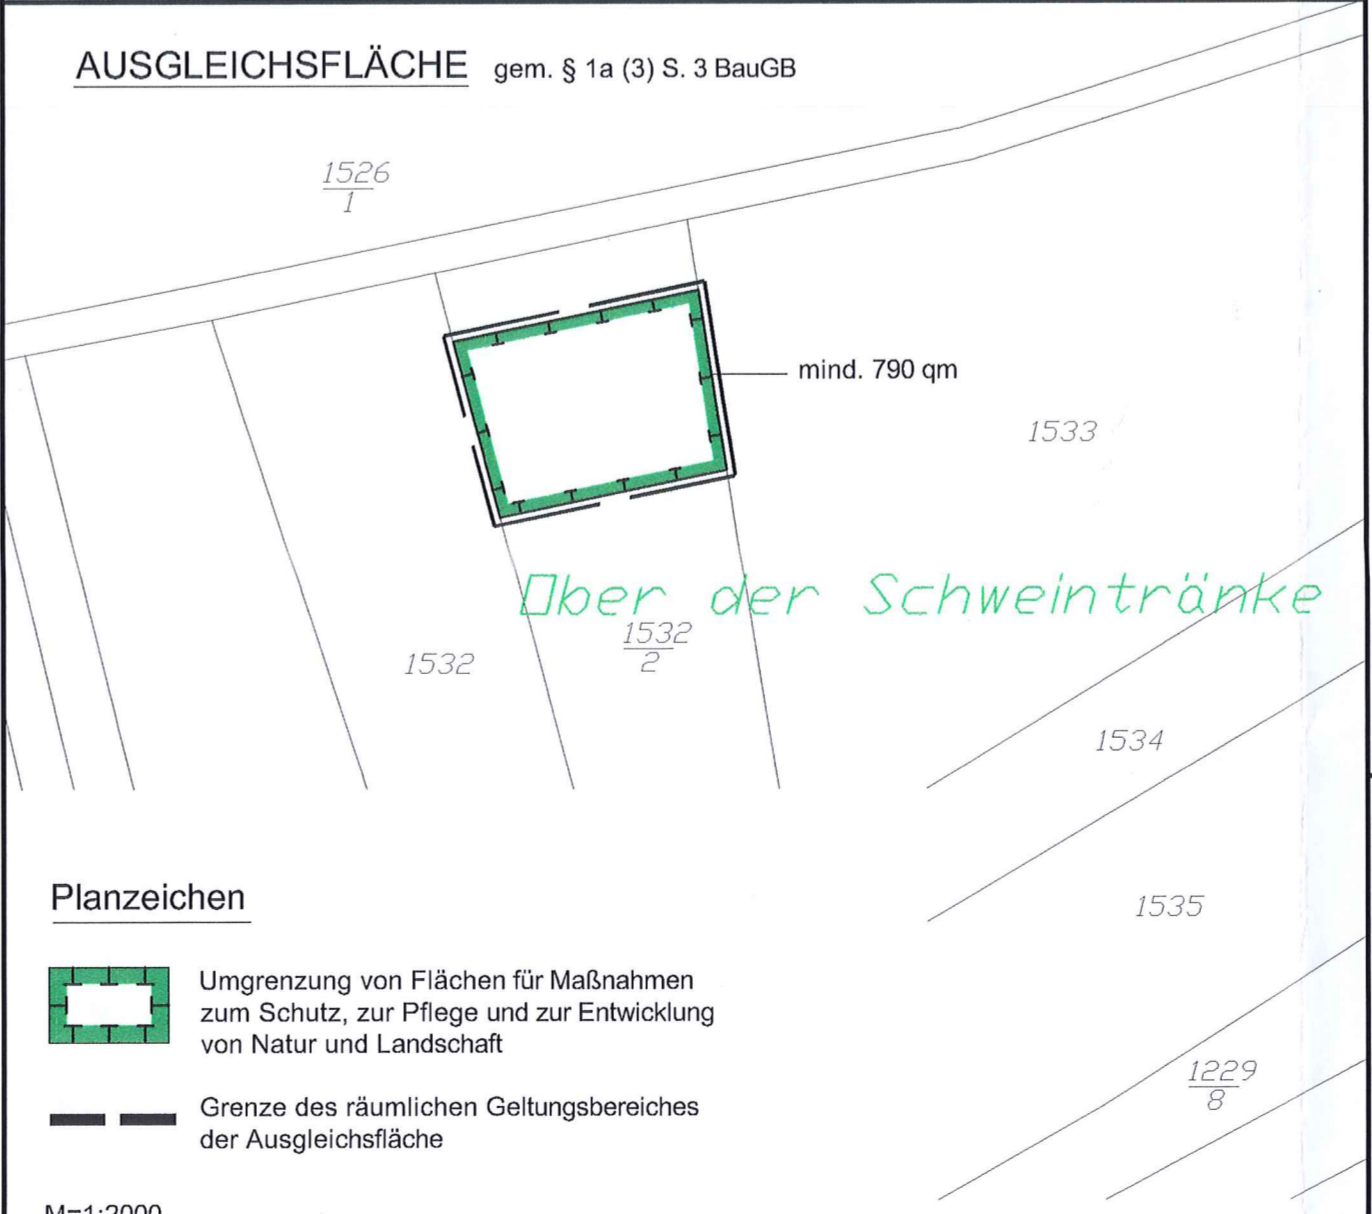 AUSGLEICHSFLÄCHE gem. § 1a (3) S. 3 BauGB
1526
1
mind. 790 qm
1533
Über der Schweintränke
1532
1532
2
1534
1535
Planzeichen
Umgrenzung von Flächen für Maßnahmen
zum Schutz, zur Pflege und zur Entwicklung
von Natur und Landschaft
1229
8
Grenze des räumlichen Geltungsbereiches
der Ausgleichsfläche
M=1:2000